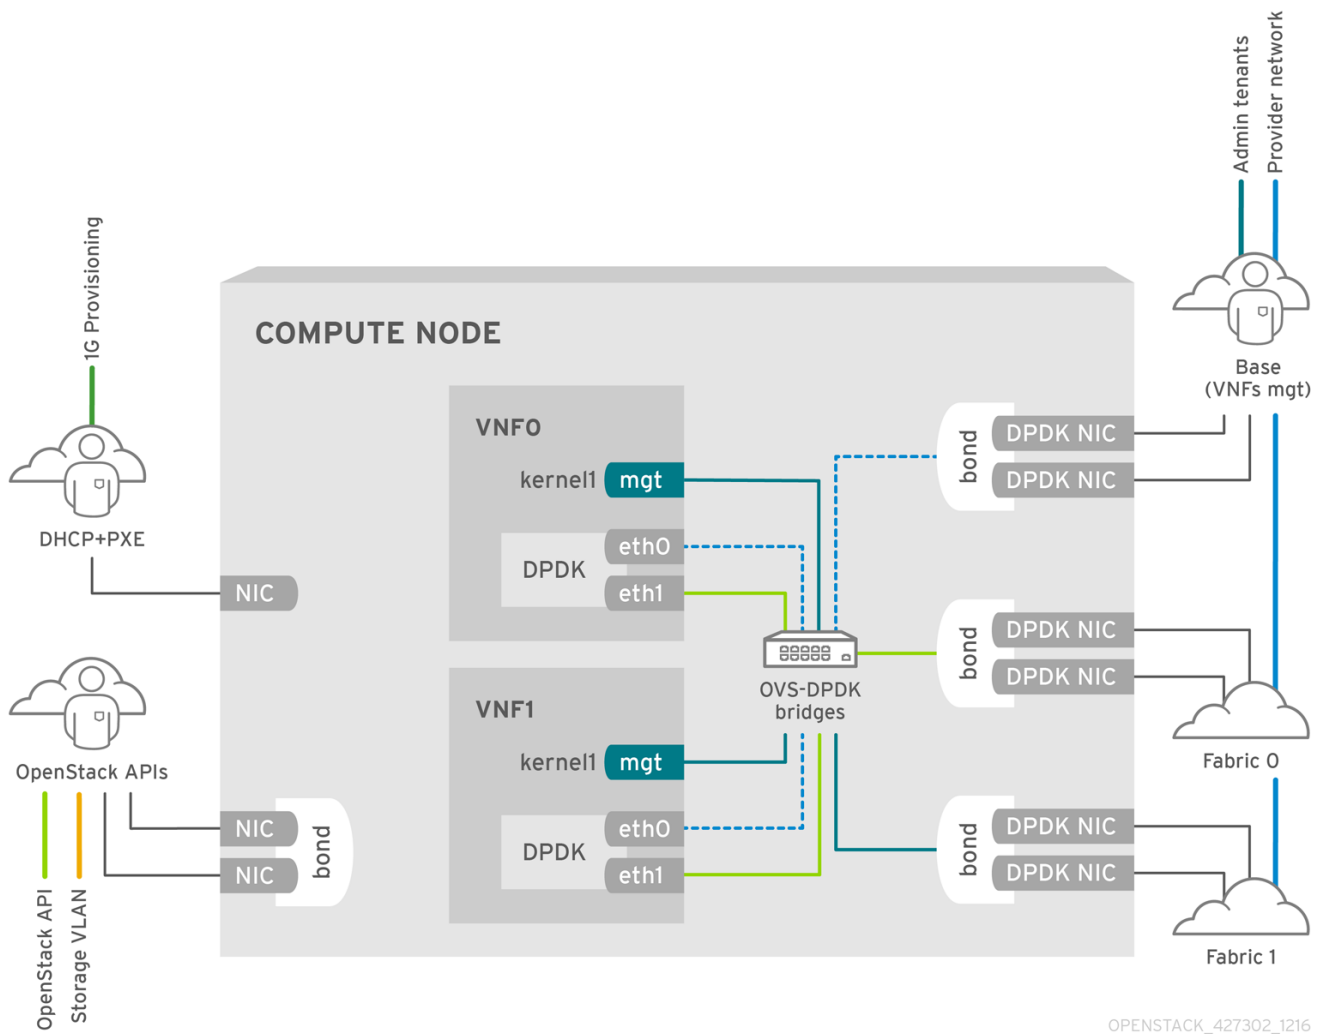 Admin tenants
Provider network
1G Provisioning
DHCP+PXE
NIC
OpenStack APIs
NIC
NIC
bond
OpenStack API
Storage VLAN
COMPUTE NODE
VNF0
kernel1
mgt
DPDK
eth0
eth1
VNF1
kernel1
mgt
DPDK
eth0
eth1
OVS-DPDK
bridges
bond
DPDK NIC
DPDK NIC
bond
DPDK NIC
DPDK NIC
bond
DPDK NIC
DPDK NIC
Base
(VNFs mgt)
Fabric 0
Fabric 1
OPENSTACK_427302_1216